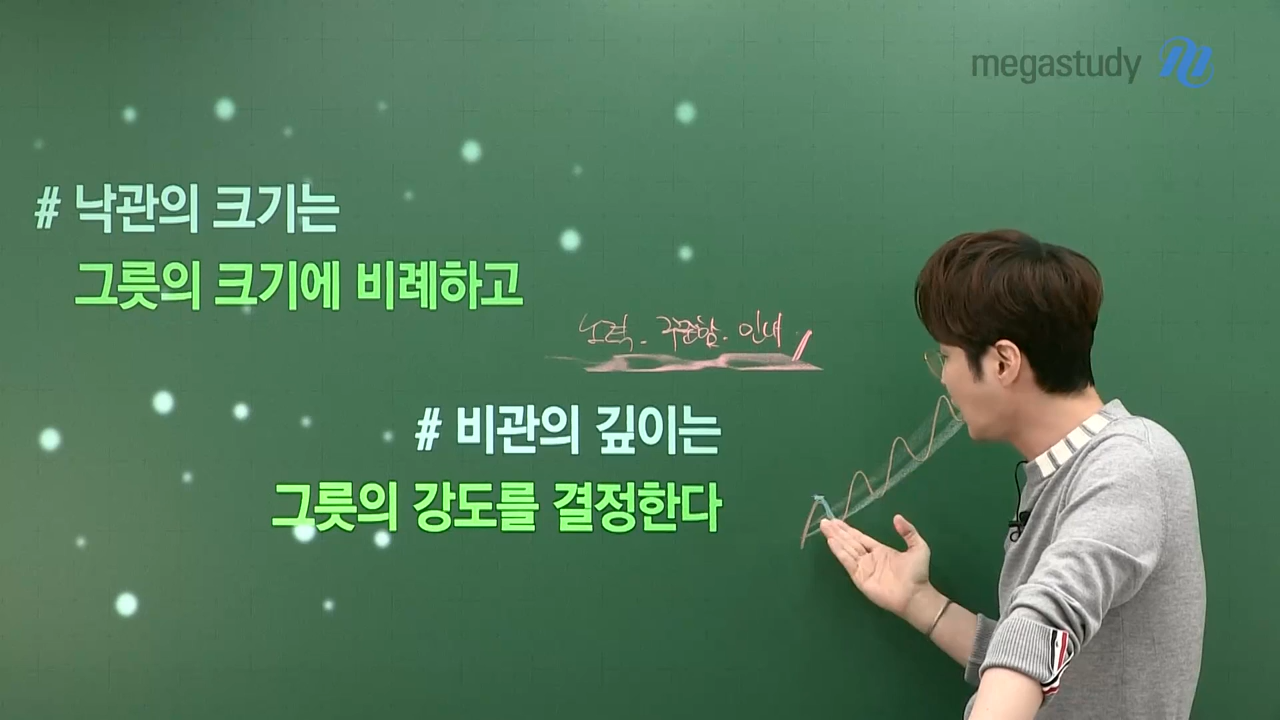 megastudy
# 낙관의 크기는
그릇의 크기에 비례하고
노력. 꾸준함. 인내
# 비관의 깊이는
그릇의 강도를 결정한다